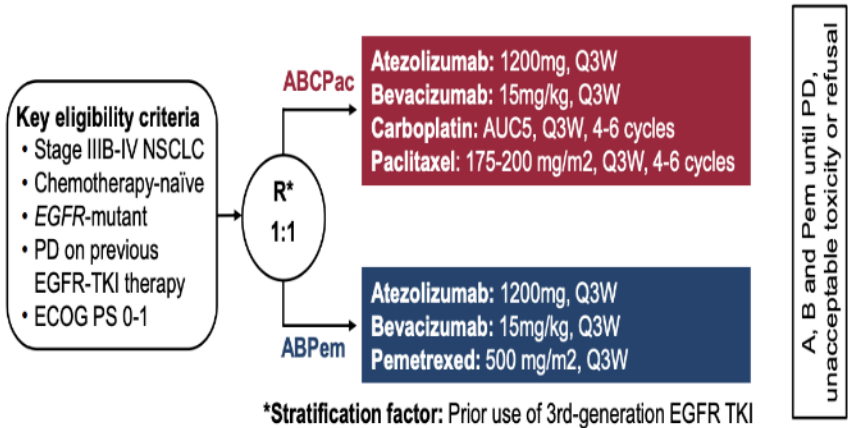 Key eligibility criteria
• Stage IIIB-IV NSCLC
• Chemotherapy-naïve
• EGFR-mutant
• PD on previous
EGFR-TKI therapy
• ECOG PS 0-1
R*
1:1
ABCPac
Atezolizumab: 1200mg, Q3W
Bevacizumab: 15mg/kg, Q3W
Carboplatin: AUC5, Q3W, 4-6 cycles
Paclitaxel: 175-200 mg/m2, Q3W, 4-6 cycles
ABPem
Atezolizumab: 1200mg, Q3W
Bevacizumab: 15mg/kg, Q3W
Pemetrexed: 500 mg/m2, Q3W
A, B and Pem until PD,
unacceptable toxicity or refusal
*Stratification factor: Prior use of 3rd-generation EGFR TKI